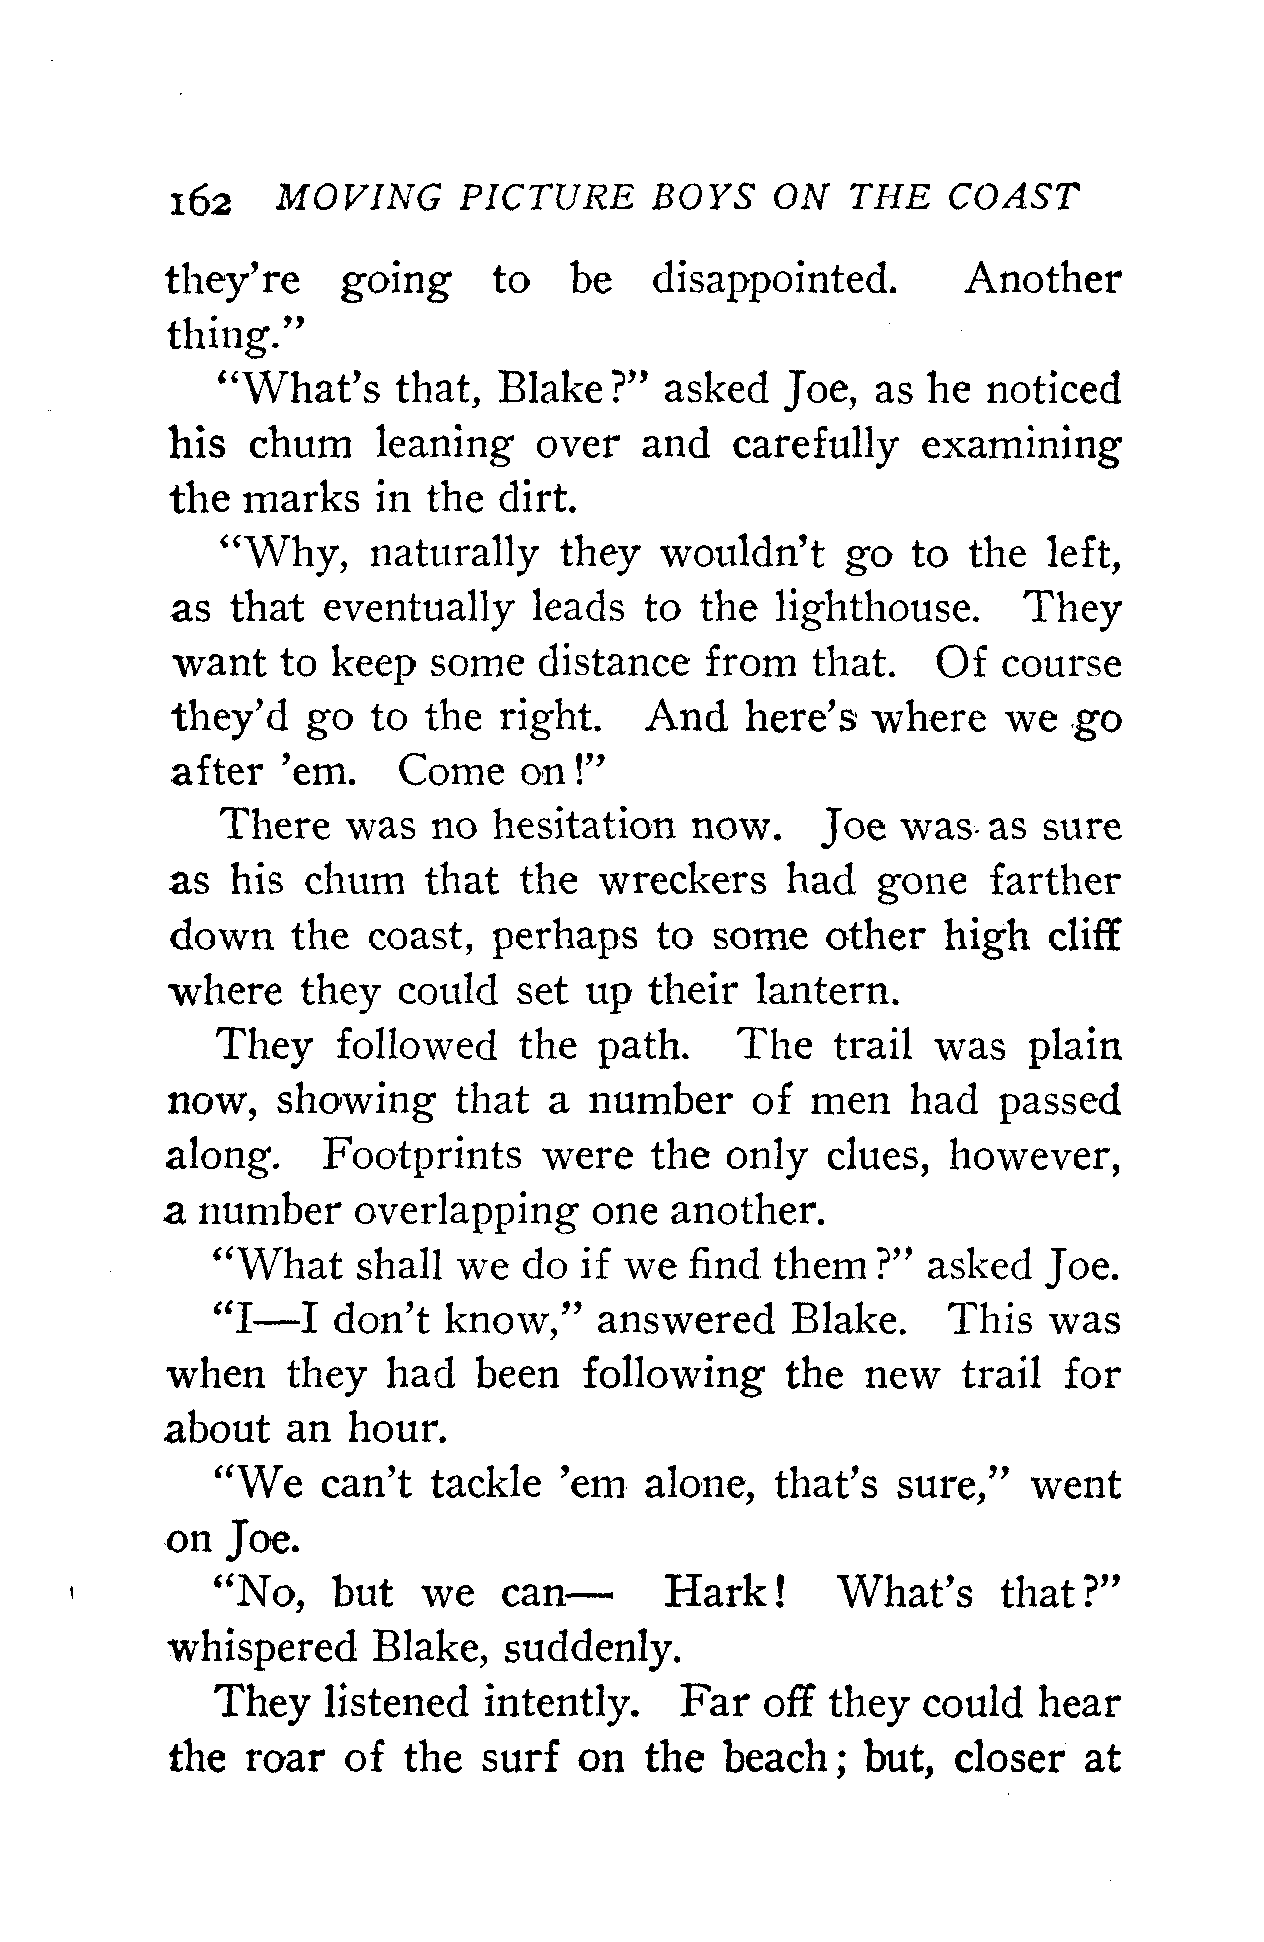 162 MOVING PICTURE BOYS ON THE COAST
they're going to be disappointed. Another
thing."
"What's that, Blake?" asked Joe, as he noticed
his chum leaning over and carefully examining
the marks in the dirt.
"Why, naturally they wouldn't go to the left,
as that eventually leads to the lighthouse. They
want to keep some distance from that. Of course
they'd go to the right. And here's where we go
after 'em. Come on!"
There was no hesitation now. Joe was as sure
as his chum that the wreckers had gone farther
down the coast, perhaps to some other high cliff
where they could set up their lantern.
They followed the path. The trail was plain
now, showing that a number of men had passed
along. Footprints were the only clues, however,
a number overlapping one another.
"What shall we do if we find them?" asked Joe.
"I—I don't know," answered Blake. This was
when they had been following the new trail for
about an hour.
"We can't tackle 'em alone, that's sure," went
on Joe.
"No, but we can— Hark! What's that?"
whispered Blake, suddenly.
They listened intently. Far off they could hear
the roar of the surf on the beach; but, closer at